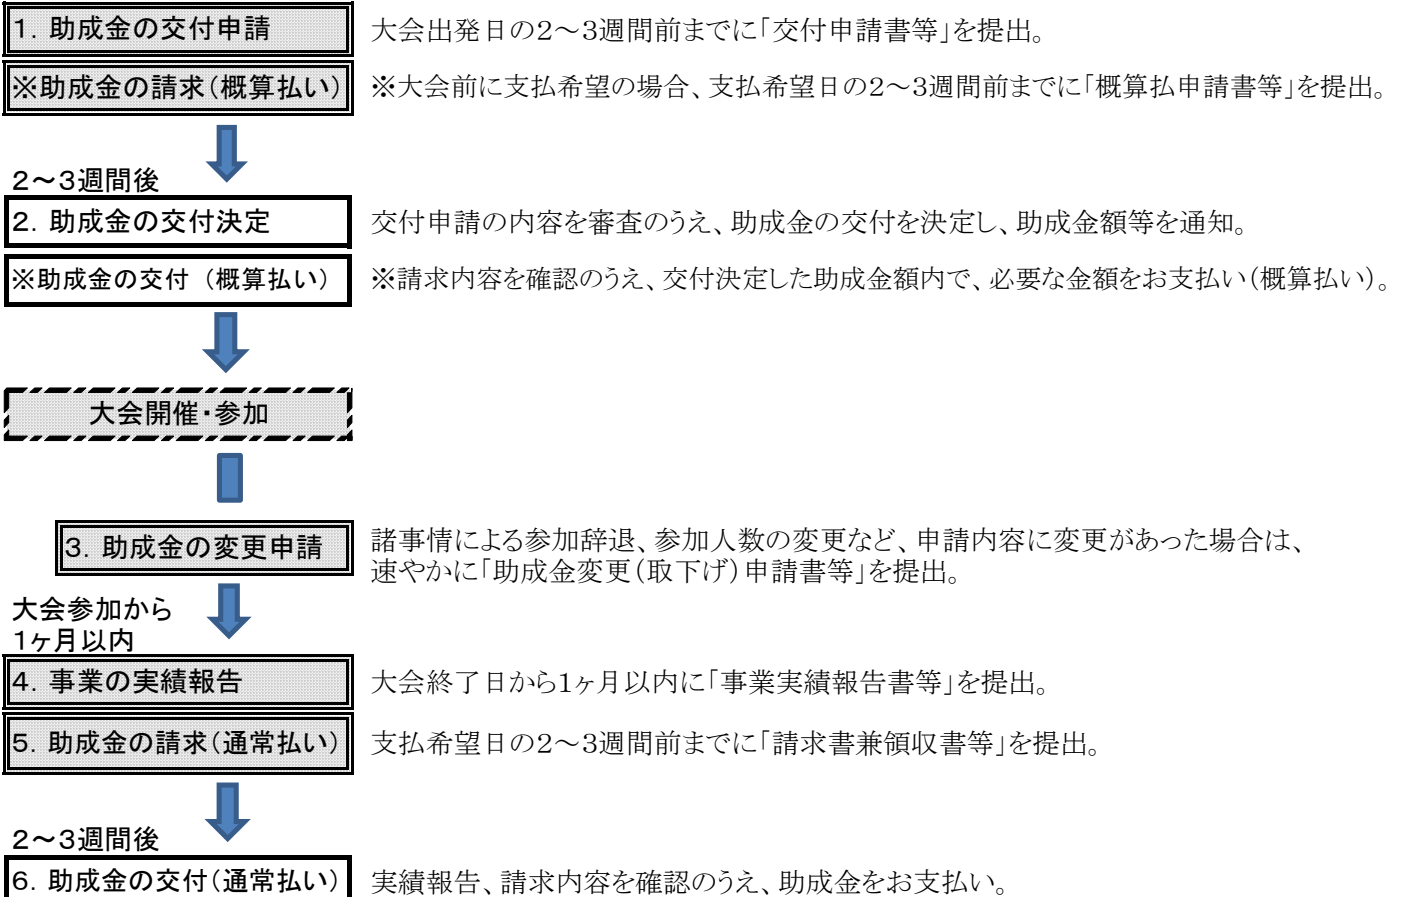 1．助成金の交付申請
大会出発日の2～3週間前までに「交付申請書等」を提出。
※助成金の請求（概算払い）
※大会前に支払希望の場合、支払希望日の2～3週間前までに「概算払申請書等」を提出。
2～3週間後
2．助成金の交付決定
交付申請の内容を審査のうえ、助成金の交付を決定し、助成金額等を通知。
※助成金の交付（概算払い）
※請求内容を確認のうえ、交付決定した助成金額内で、必要な金額をお支払い（概算払い）。
大会開催・参加
3．助成金の変更申請
諸事情による参加辞退、参加人数の変更など、申請内容に変更があった場合は、
速やかに「助成金変更（取下げ）申請書等」を提出。
大会参加から
1ヶ月以内
4．事業の実績報告
大会終了日から1ヶ月以内に「事業実績報告書等」を提出。
5．助成金の請求（通常払い）
支払希望日の2～3週間前までに「請求書兼領収書等」を提出。
2～3週間後
6．助成金の交付（通常払い）
実績報告、請求内容を確認のうえ、助成金をお支払い。